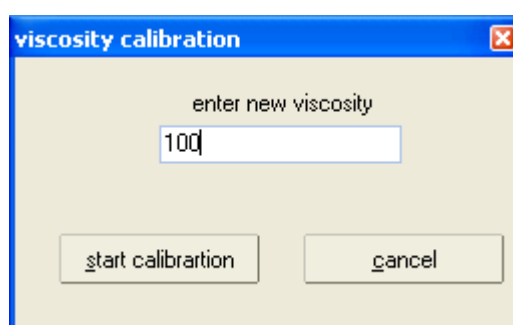 viscosity calibration
enter new viscosity
100
start calibrartion
cancel